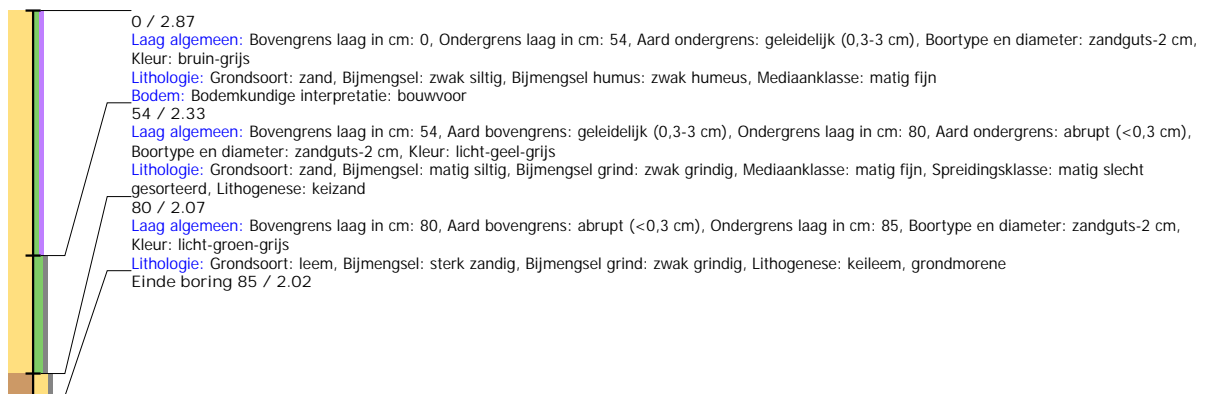 0 / 2.87
Laag algemeen: Bovengrens laag in cm: 0, Ondergrens laag in cm: 54, Aard ondergrens: geleidelijk (0,3-3 cm), Boortype en diameter: zandguts-2 cm,
Kleur: bruin-grijs
Lithologie: Grondsoort: zand, Bijmengsel: zwak siltig, Bijmengsel humus: zwak humeus, Mediaanklasse: matig fijn
Bodem: Bodemkundige interpretatie: bouwvoor
54 / 2.33
Laag algemeen: Bovengrens laag in cm: 54, Aard bovengrens: geleidelijk (0,3-3 cm), Ondergrens laag in cm: 80, Aard ondergrens: abrupt (<0,3 cm),
Boortype en diameter: zandguts-2 cm, Kleur: licht-geel-grijs
Lithologie: Grondsoort: zand, Bijmengsel: matig siltig, Bijmengsel grind: zwak grindig, Mediaanklasse: matig fijn, Spreidingsklasse: matig slecht
gesorteerd, Lithogenese: keizand
80 / 2.07
Laag algemeen: Bovengrens laag in cm: 80, Aard bovengrens: abrupt (<0,3 cm), Ondergrens laag in cm: 85, Boortype en diameter: zandguts-2 cm,
Kleur: licht-groen-grijs
Lithologie: Grondsoort: leem, Bijmengsel: sterk zandig, Bijmengsel grind: zwak grindig, Lithogenese: keileem, grondmorene
Einde boring 85 / 2.02